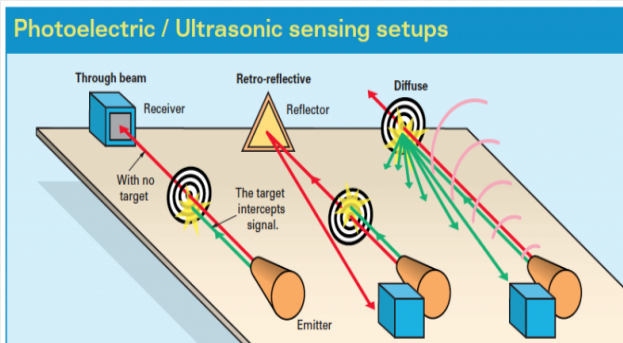 Photoelectric / Ultrasonic sensing setups
Through beam
Receiver
With no
target
The target
intercepts
signal.
Emitter
Retro-reflective
Reflector
Diffuse